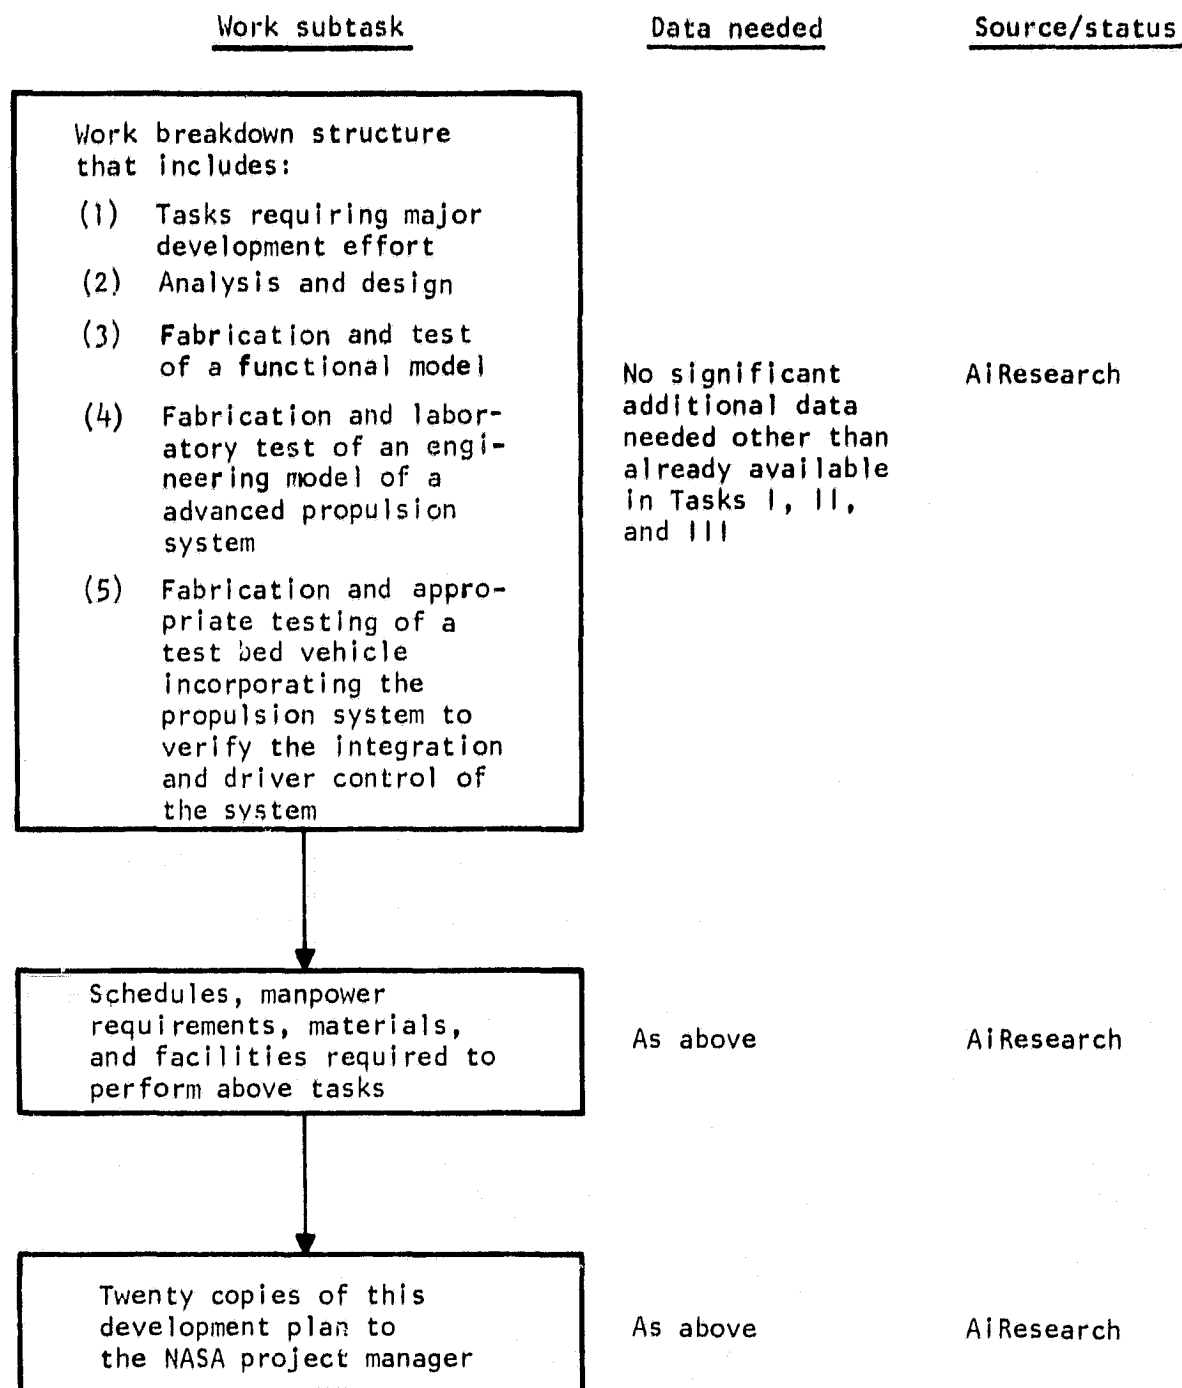 Work subtask Data needed Source/status
Work breakdown structure
that includes:
(1) Tasks requiring major
development effort
(2) Analysis and design
(3) Fabrication and test
of a functional model
(4) Fabrication and labor-
atory test of an engi-
neering model of a
advanced propulsion
system
(5) Fabrication and appro-
priate testing of a
test bed vehicle
incorporating the
propulsion system to
verify the integration
and driver control of
the system
No significant
additional data
needed other than
already available
in Tasks I, II,
and III
AiResearch
Schedules, manpower
requirements, materials,
and facilities required to
perform above tasks
As above
AiResearch
Twenty copies of this
development plan to
the NASA project manager
As above
AiResearch